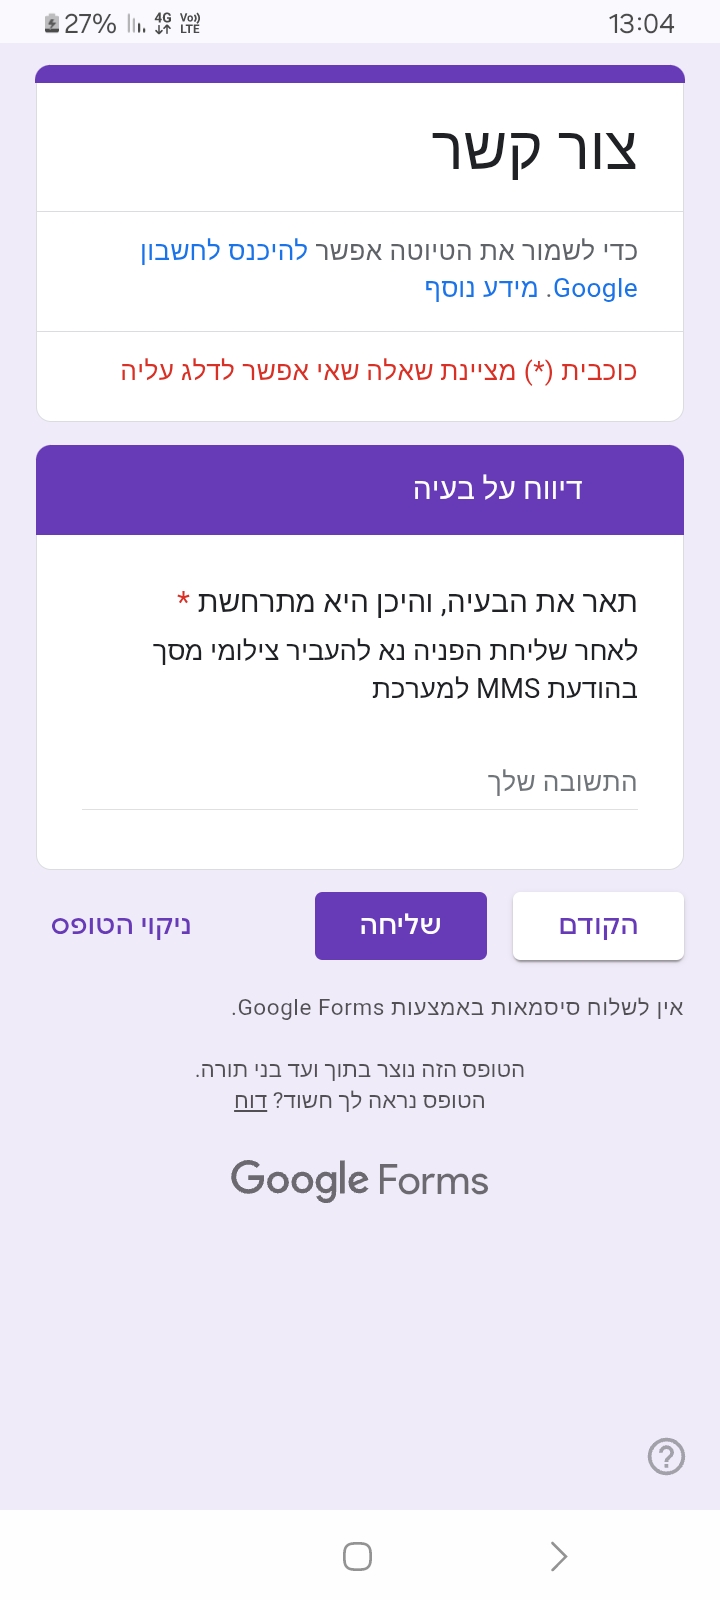 27% 4G VoLTE 13:04
צור קשר
כדי לשמור את הטיוטה אפשר להיכנס לחשבון
Google. מידע נוסף
כוכבית (*) מציינת שאלה שאי אפשר לדלג עליה
דיווח על בעיה
תאר את הבעיה, והיכן היא מתרחשת *
לאחר שליחת הפניה נא להעביר צילומי מסך
בהודעת MMS למערכת
התשובה שלך
הקודם
שליחה
ניקוי הטופס
אין לשלוח סיסמאות באמצעות Google Forms.
הטופס הזה נוצר בתוך ועד בני תורה.
הטופס נראה לך חשוד? דוח
Google Forms